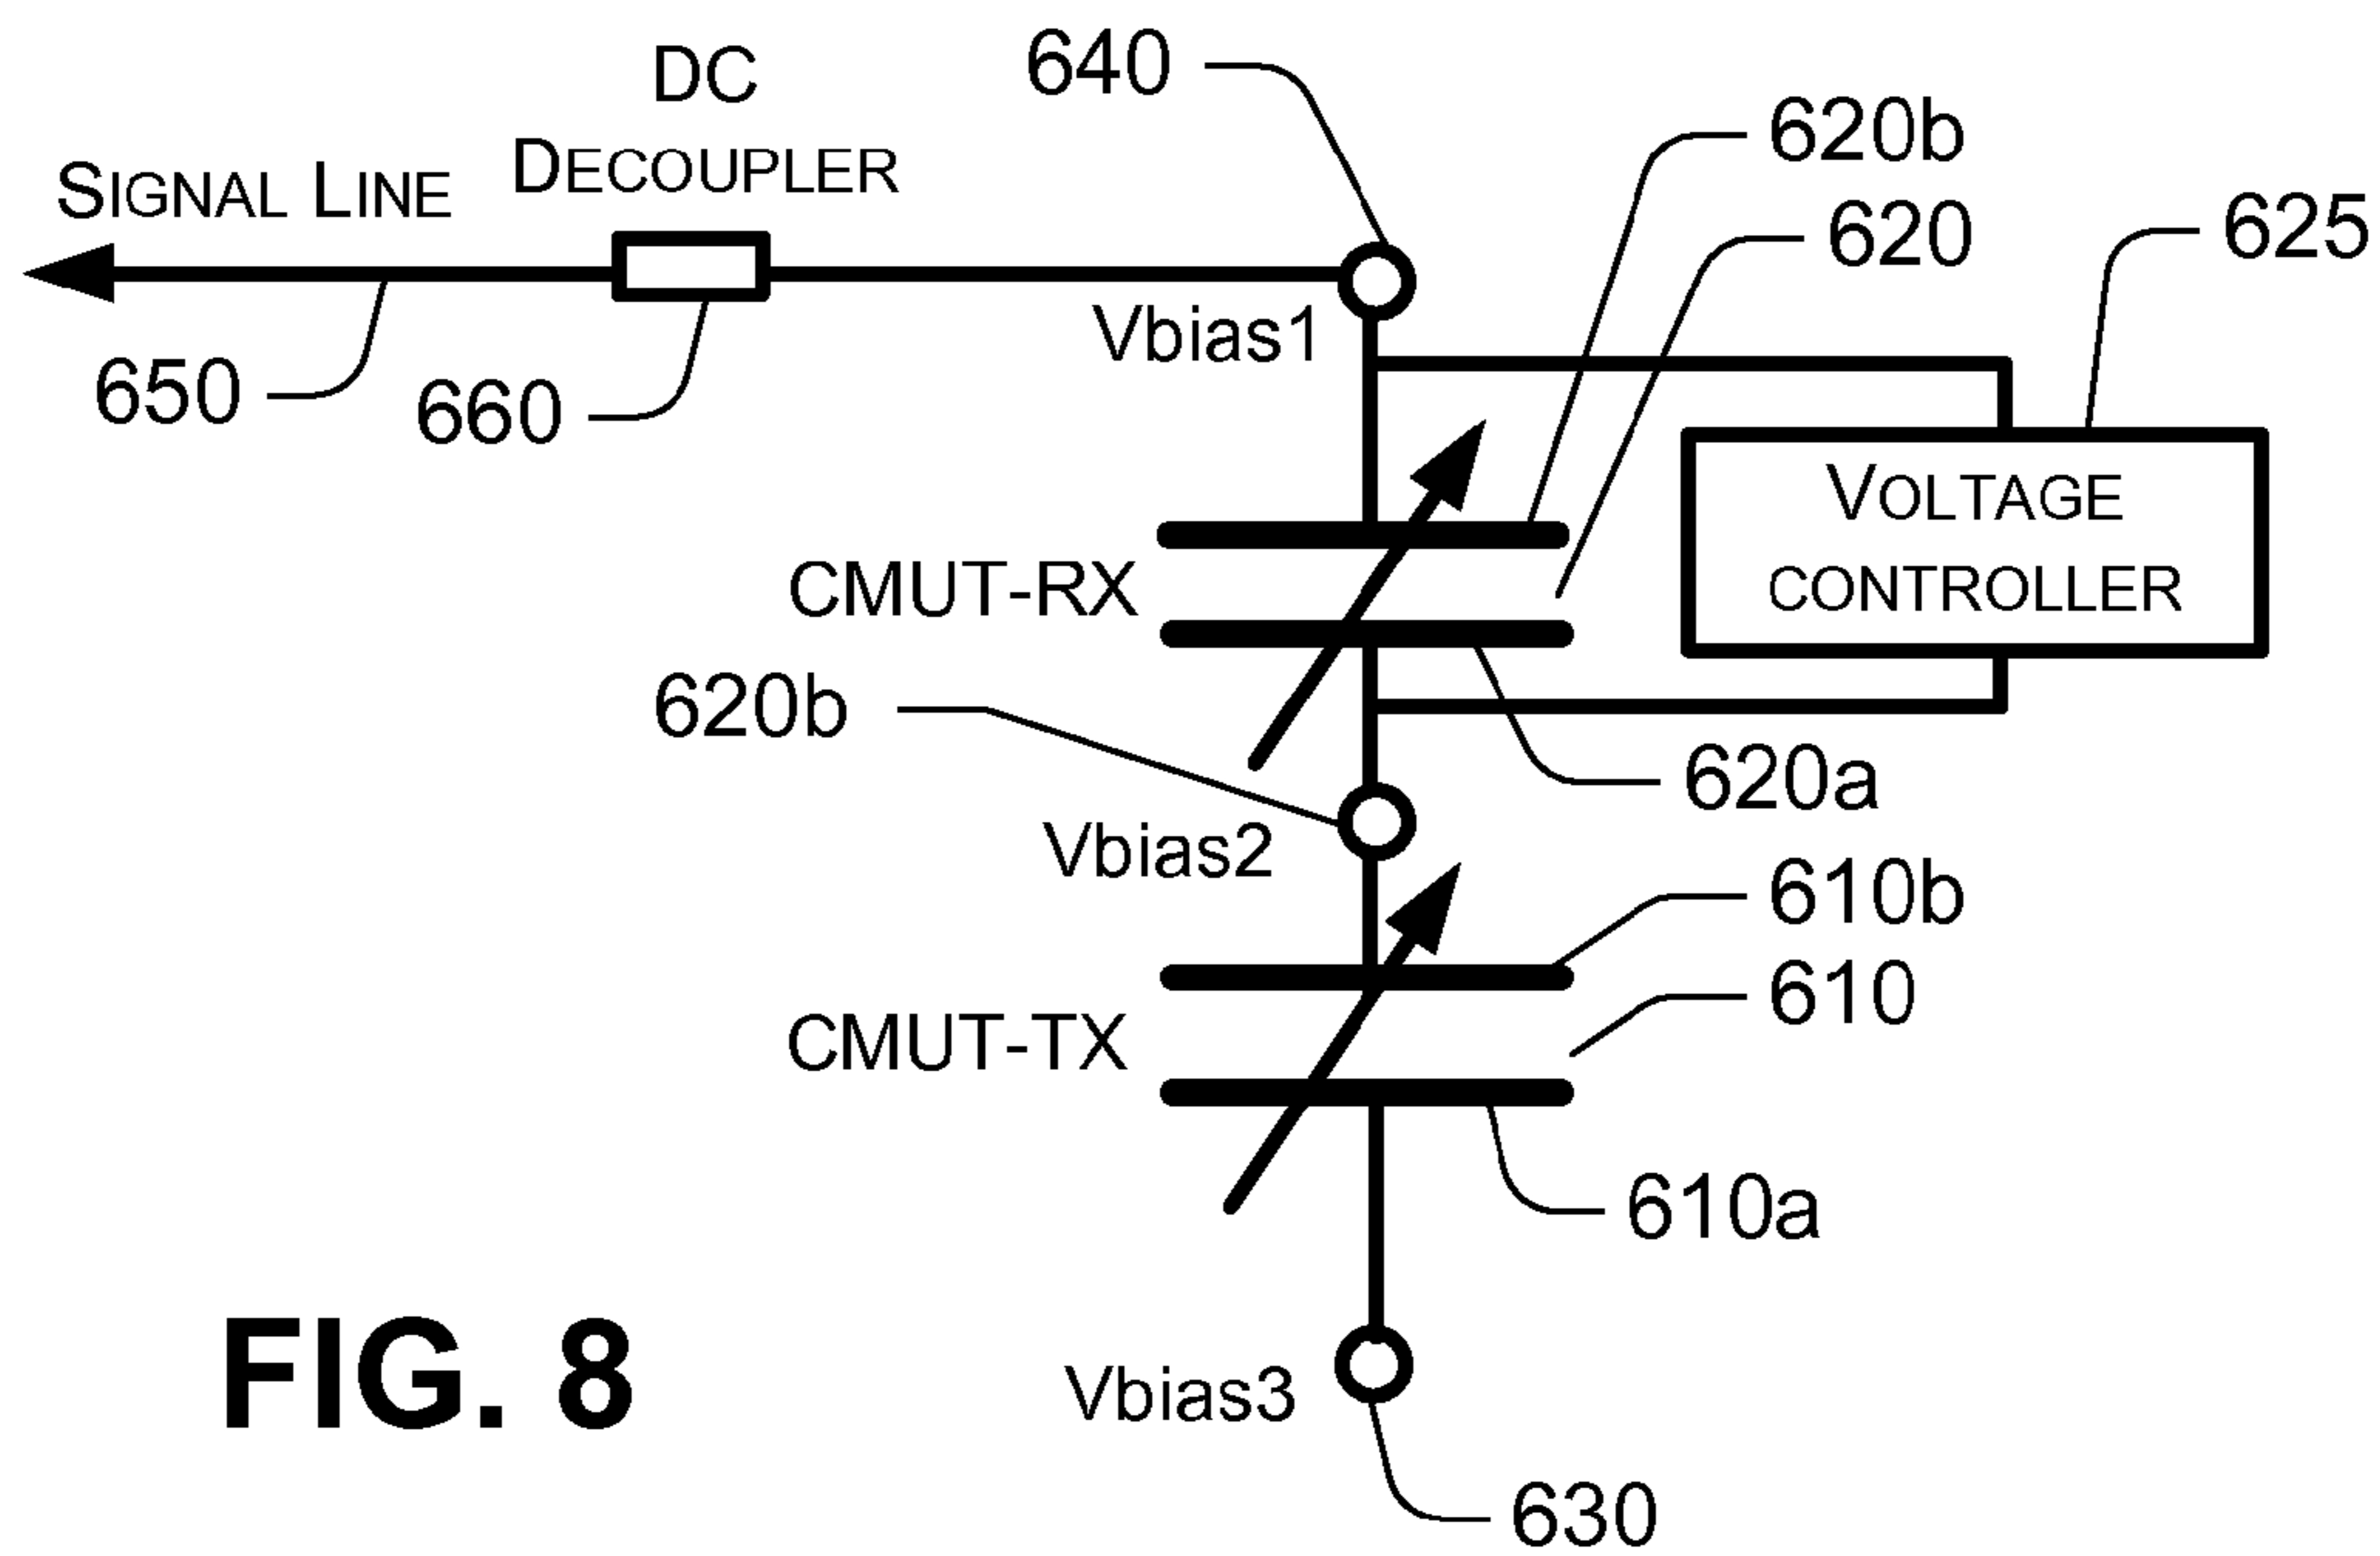 640
DC
DECOUPLER
SIGNAL LINE
620b
620
625
Vbias1
650
660
VOLTAGE
CONTROLLER
CMUT-RX
620b
620a
Vbias2
610b
610
CMUT-TX
610a
FIG. 8
Vbias3
630